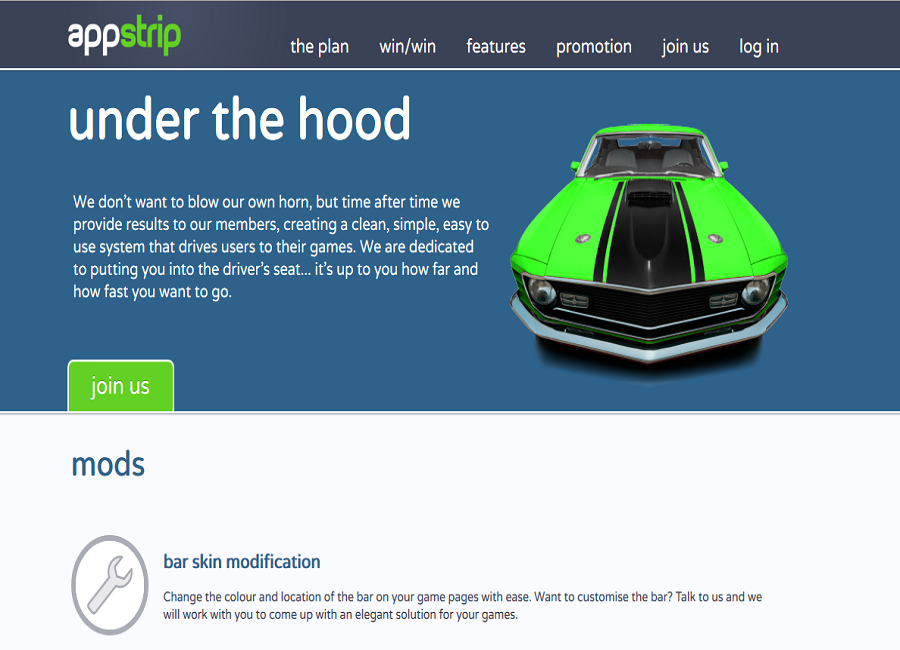 appstrip
the plan win/win features promotion join us log in
under the hood
We don’t want to blow our own horn, but time after time we
provide results to our members, creating a clean, simple, easy to
use system that drives users to their games. We are dedicated
to putting you into the driver’s seat... it’s up to you how far and
how fast you want to go.
join us
mods
bar skin modification
Change the colour and location of the bar on your game pages with ease. Want to customise the bar? Talk to us and we
will work with you to come up with an elegant solution for your games.